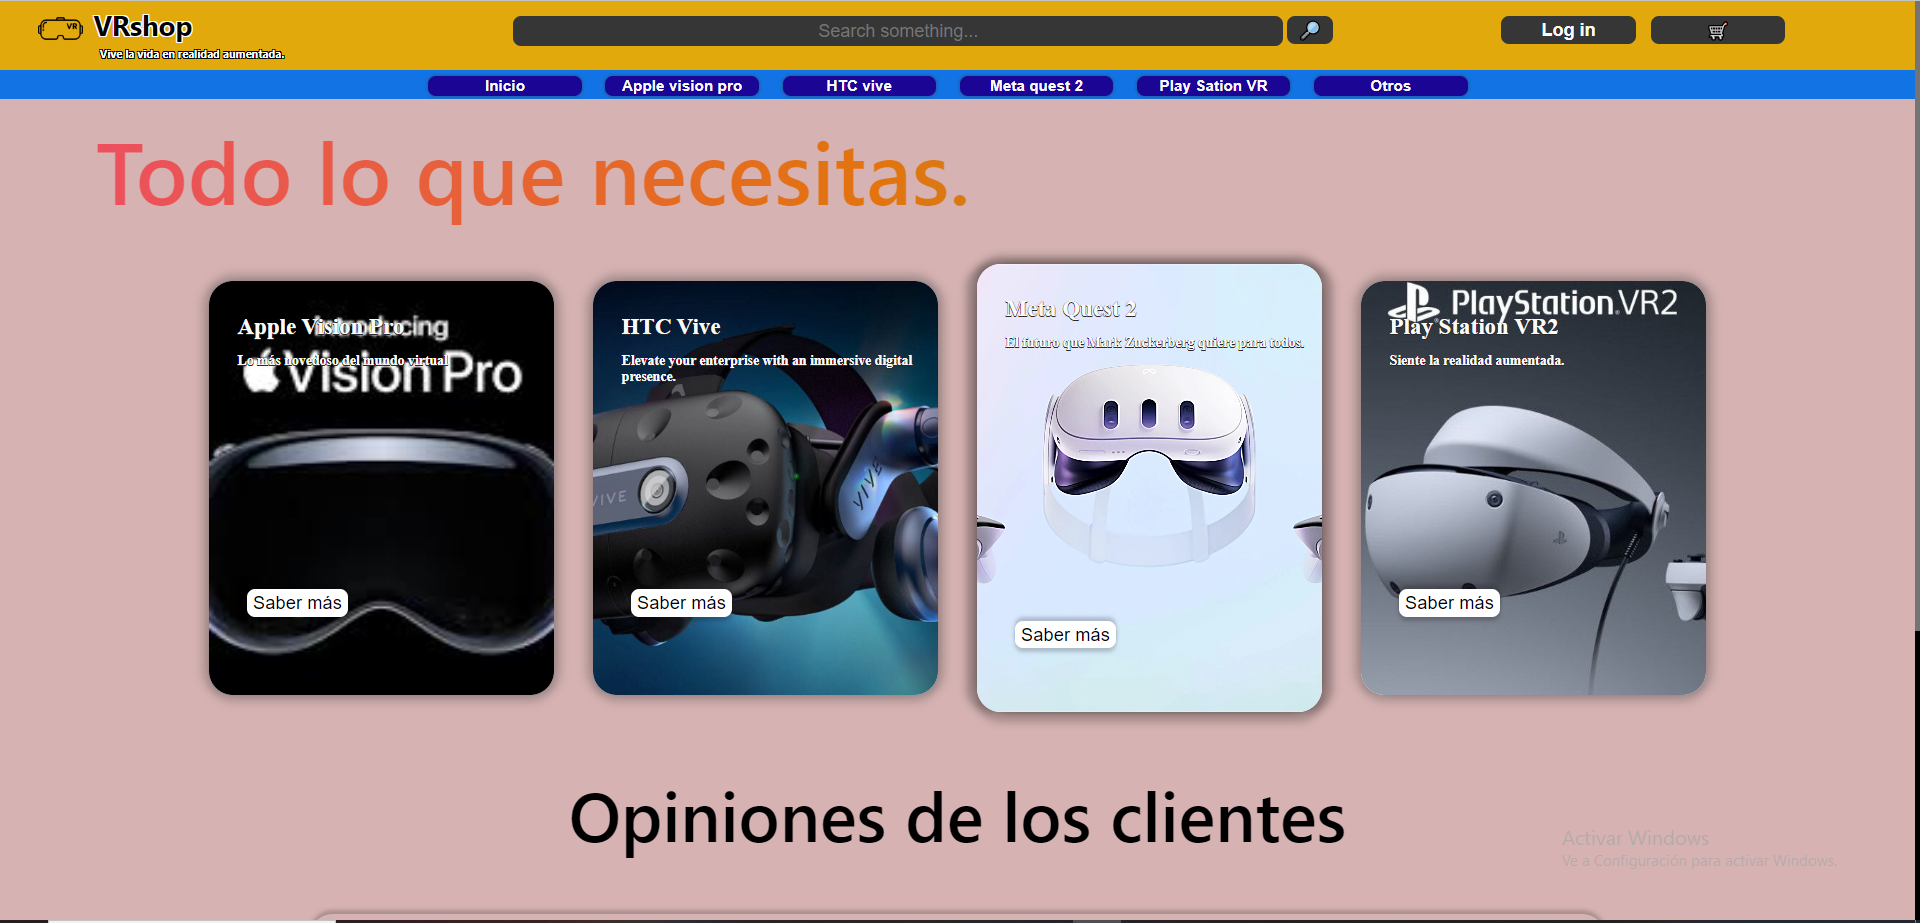 VR
VRshop
Vive la vida en realidad aumentada.
Search something...
Log in
Inicio
Apple vision pro
HTC vive
Meta quest 2
Play Sation VR
Otros
Todo lo que necesitas.
Apple Vision Pro
Introducing
Lo más novedoso del mundo virtual
Vision Pro
Saber más
HTC Vive
Elevate your enterprise with an immersive digital
presence.
VIVE
VIVE
Saber más
Meta Quest 2
El futuro que Mark Zuckerberg quiere para todos.
Saber más
PlayStation.VR2
Play Station VR2
Siente la realidad aumentada.
Saber más
Opiniones de los clientes
Activar Windows
Ve a Configuración para activar Windows.